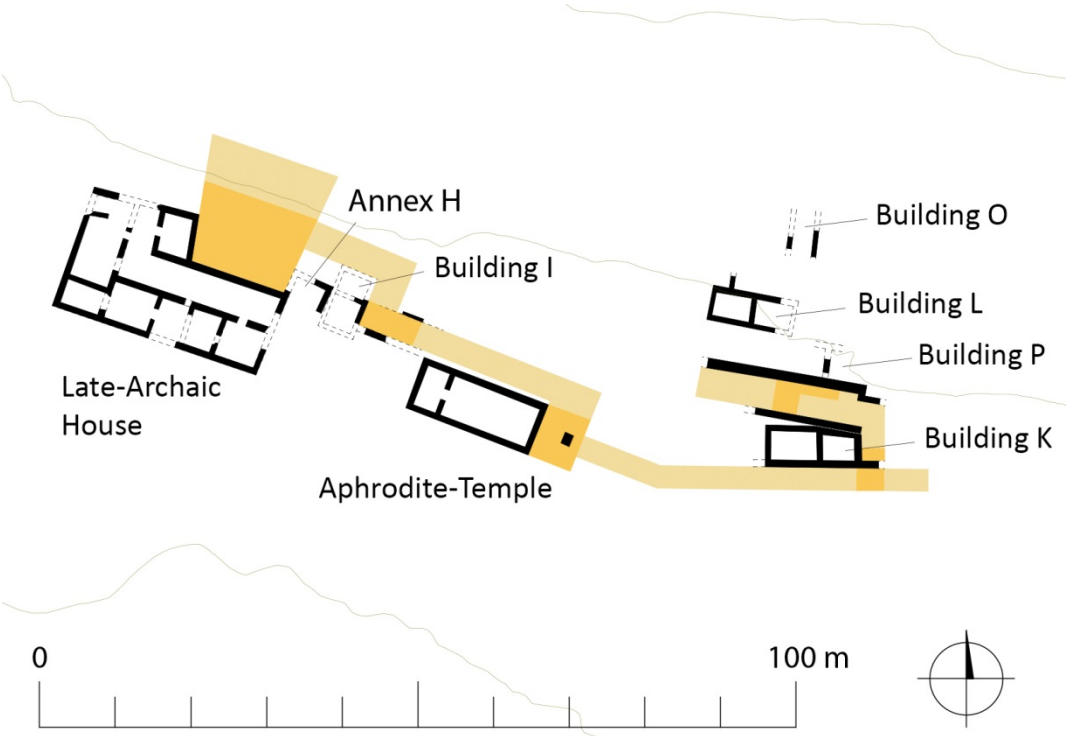 Annex H
Building O
Building I
Building L
Building P
Late-Archaic
House
Building K
Aphrodite-Temple
0
100 m